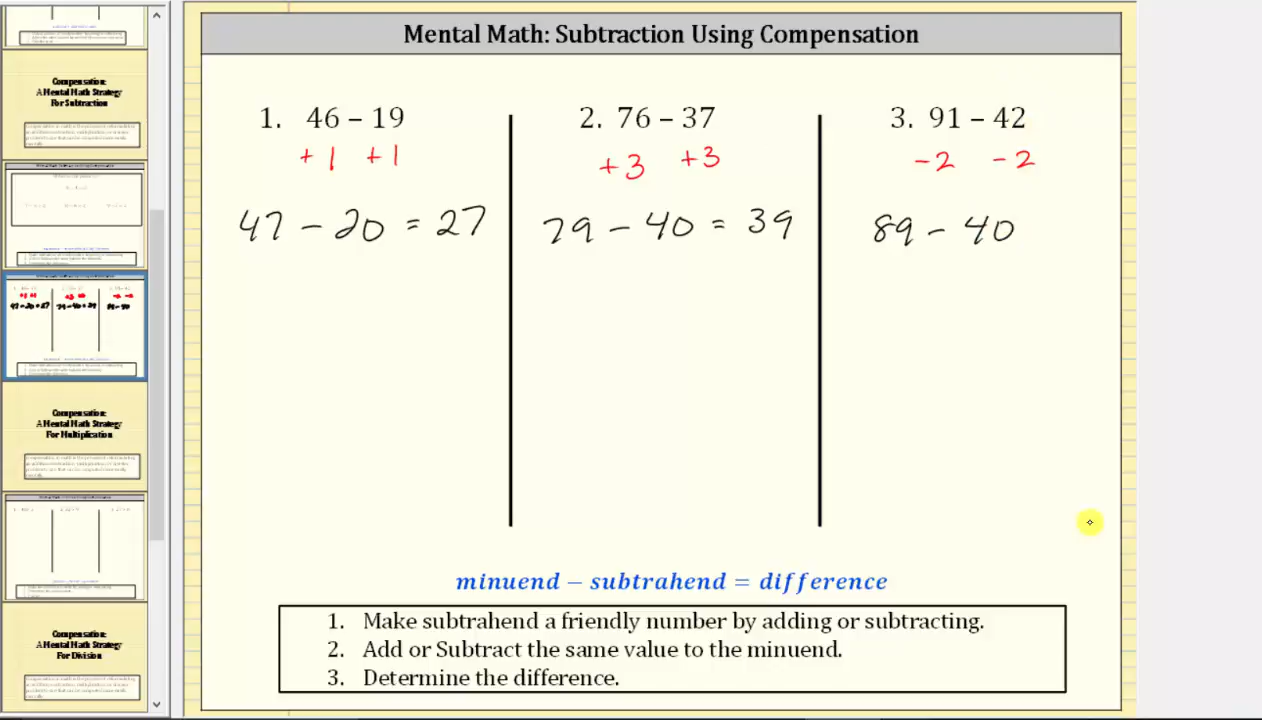 Compensation:
A Mental Math Strategy
For Subtraction
Compensation:
A Mental Math Strategy
For Multiplication
Compensation:
A Mental Math Strategy
For Division
Mental Math: Subtraction Using Compensation
1. 46 – 19
+1 +1
47 – 20 = 27
2. 76 – 37
+3 +3
79 – 40 = 39
3. 91 – 42
-2 -2
89 – 40
minuend – subtrahend = difference
1. Make subtrahend a friendly number by adding or subtracting.
2. Add or Subtract the same value to the minuend.
3. Determine the difference.